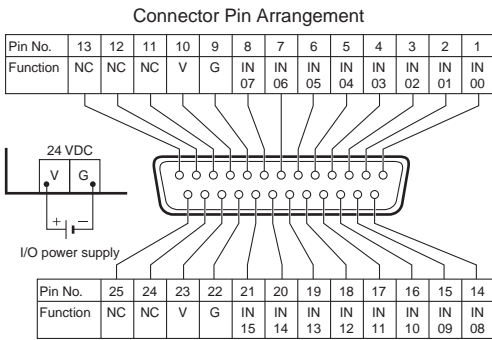 Connector Pin Arrangement
Pin No. 13 12 11 10 9 8 7 6 5 4 3 2 1
Function NC NC NC V G IN 07 IN 06 IN 05 IN 04 IN 03 IN 02 IN 01 IN 00
24 VDC
V G
+ −
I/O power supply
Pin No. 25 24 23 22 21 20 19 18 17 16 15 14
Function NC NC V G IN 15 IN 14 IN 13 IN 12 IN 11 IN 10 IN 09 IN 08